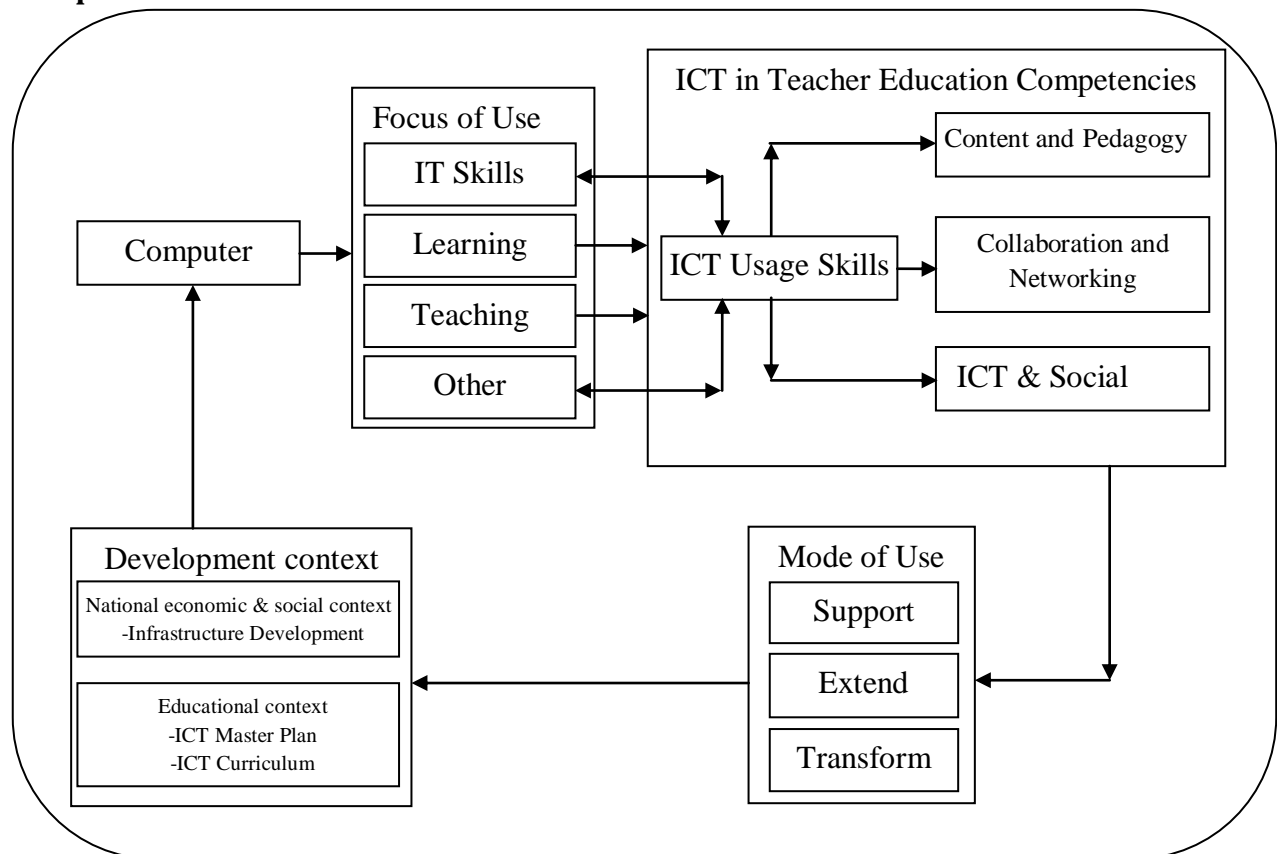 ICT in Teacher Education Competencies
Focus of Use
Content and Pedagogy
IT Skills
Computer
Learning
ICT Usage Skills
Collaboration and
Networking
Teaching
Other
ICT & Social
Development context
National economic & social context
-Infrastructure Development
Educational context
-ICT Master Plan
-ICT Curriculum
Mode of Use
Support
Extend
Transform